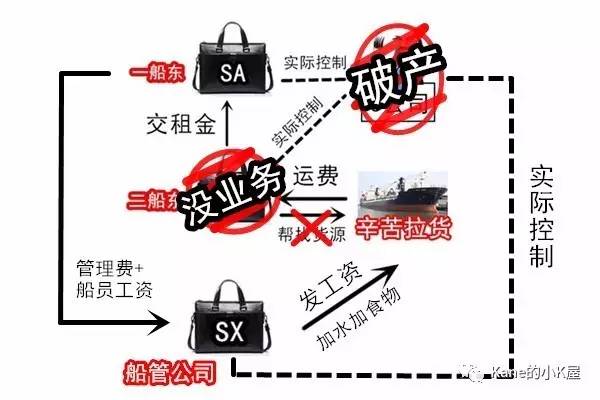 一船东
SA
实际控制
破产
公司
交租金
实际控制
二船东
没业务
运费
帮找货源
辛苦拉货
实际控制
管理费+
船员工资
SX
发工资
加水加食物
船管公司
Kane的小K屋